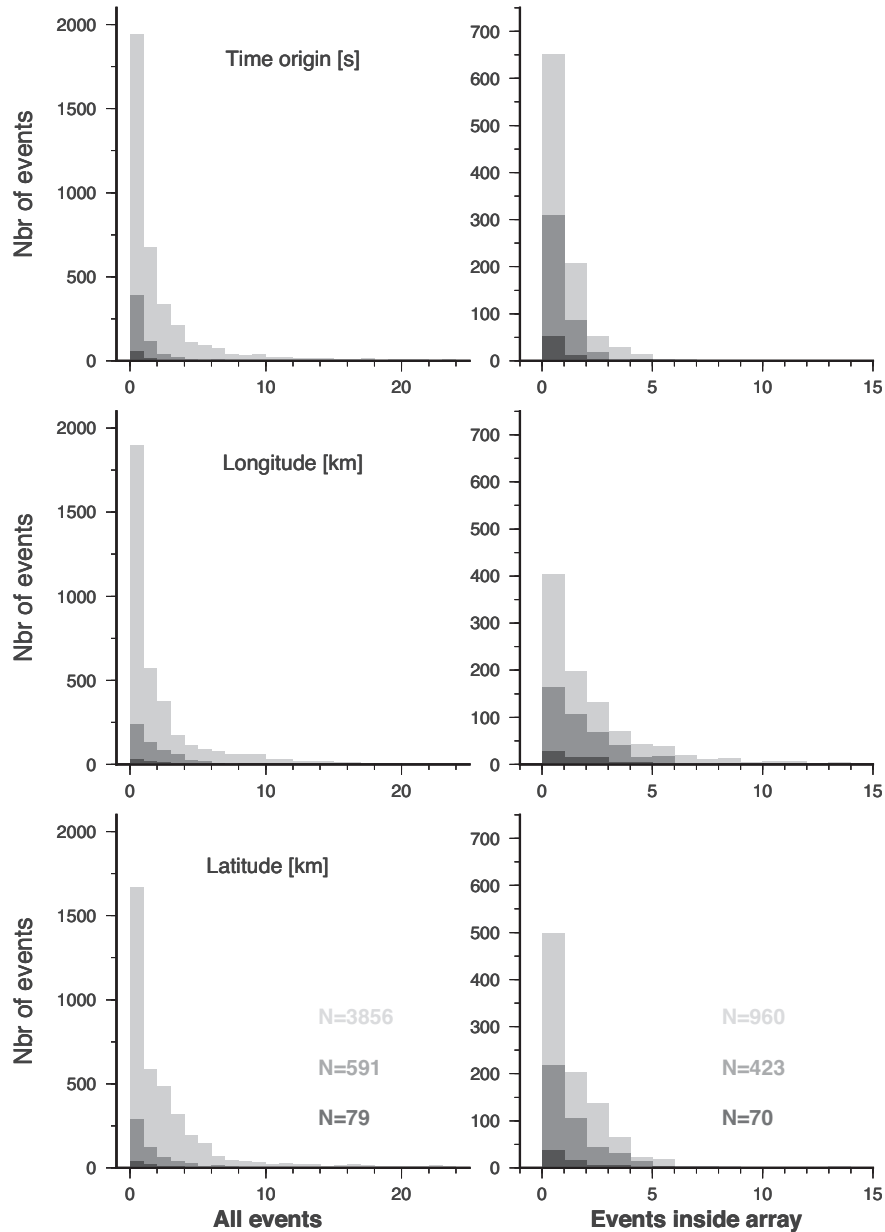 Time origin [s]
Nbr of events
2000
1500
1000
500
0
0 10 20
700
600
500
400
300
200
100
0
0 5 10 15
Longitude [km]
Nbr of events
2000
1500
1000
500
0
0 10 20
700
600
500
400
300
200
100
0
0 5 10 15
Latitude [km]
Nbr of events
2000
1500
1000
500
0
N=3856
N=591
N=79
0 10 20
All events
700
600
500
400
300
200
100
0
N=960
N=423
N=70
0 5 10 15
Events inside array